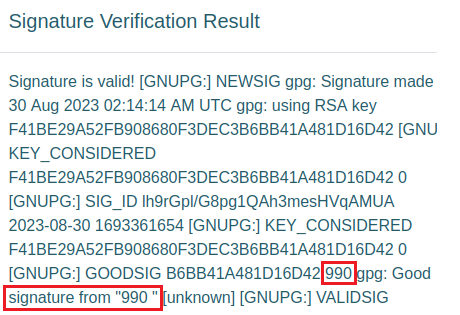 Signature Verification Result
Signature is valid! [GNUPG:] NEWSIG gpg: Signature made
30 Aug 2023 02:14:14 AM UTC gpg: using RSA key
F41BE29A52FB908680F3DEC3B6BB41A481D16D42 [GNU
KEY_CONSIDERED
F41BE29A52FB908680F3DEC3B6BB41A481D16D42 0
[GNUPG:] SIG_ID lh9rGpl/G8pg1QAh3mesHVqAMUA
2023-08-30 1693361654 [GNUPG:] KEY_CONSIDERED
F41BE29A52FB908680F3DEC3B6BB41A481D16D42 0
[GNUPG:] GOODSIG B6BB41A481D16D42 990 gpg: Good
signature from "990 " [unknown] [GNUPG:] VALIDSIG